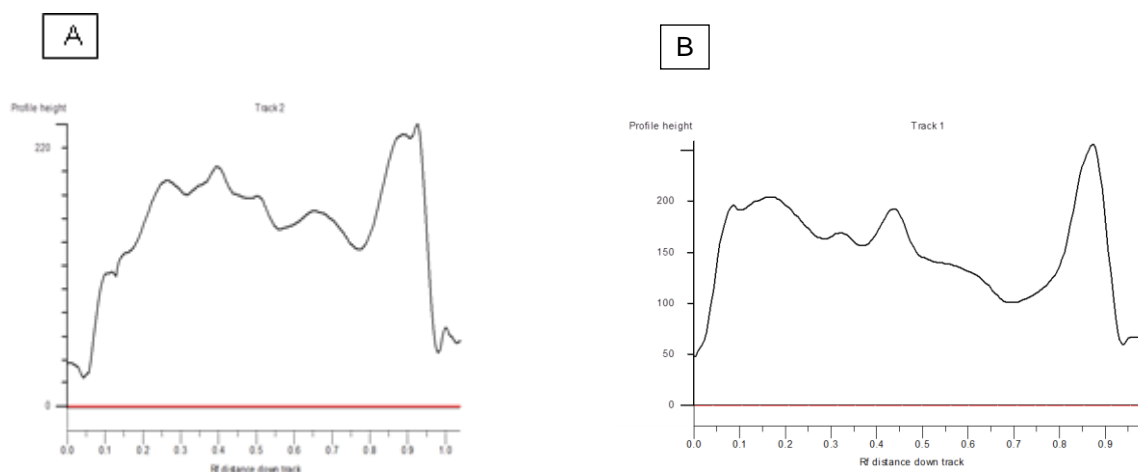 A
Profile height
Track 2
220
0
0.0 0.1 0.2 0.3 0.4 0.5 0.6 0.7 0.8 0.9 1.0
Rf distance down track
B
Profile height
Track 1
200
150
100
50
0
0.0 0.1 0.2 0.3 0.4 0.5 0.6 0.7 0.8 0.9
Rf distance down track